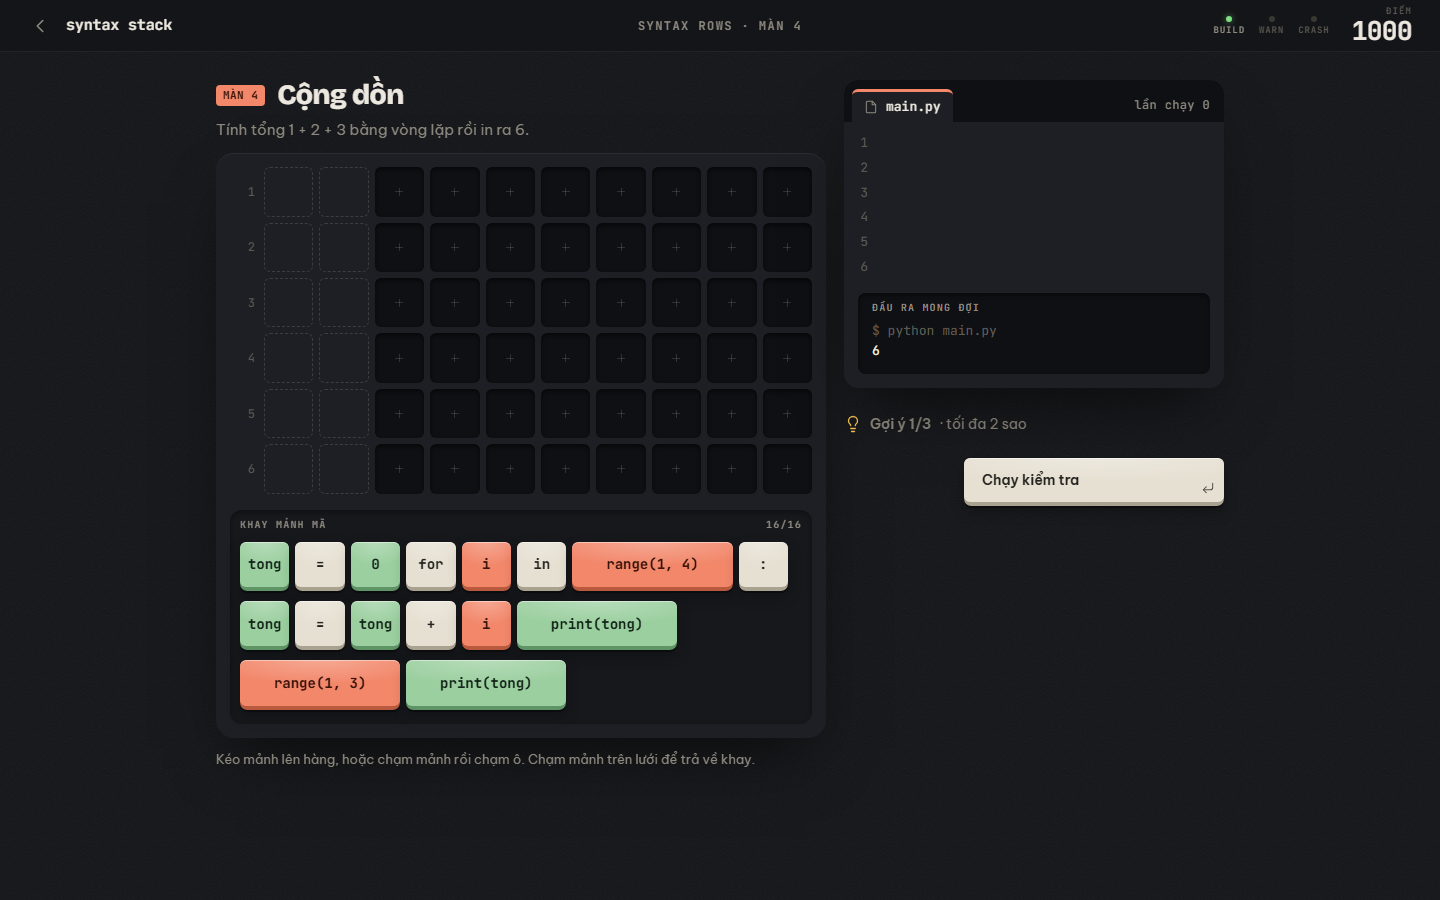 syntax stack
SYNTAX ROWS · MÀN 4
BUILD WARN CRASH
ĐIỂM
1000
MÀN 4 Cộng dồn
Tính tổng 1 + 2 + 3 bằng vòng lặp rồi in ra 6.
1 + + + + + + + +
2 + + + + + + + +
3 + + + + + + + +
4 + + + + + + + +
5 + + + + + + + +
6 + + + + + + + +
KHAY MẢNH MÃ 16/16
tong = 0 for i in range(1, 4) :
tong = tong + i print(tong)
range(1, 3) print(tong)
Kéo mảnh lên hàng, hoặc chạm mảnh rồi chạm ô. Chạm mảnh trên lưới để trả về khay.
main.py lần chạy 0
1
2
3
4
5
6
ĐẦU RA MONG ĐỢI
$ python main.py
6
Gợi ý 1/3 · tối đa 2 sao
Chạy kiểm tra